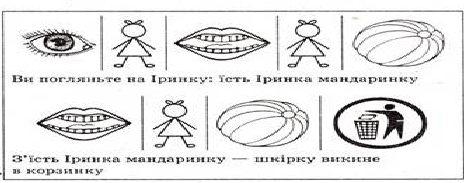 Ви погляньте на Іринку: їсть Іринка мандаринку
З’їсть Іринка мандаринку — шкірку викине
в корзинку